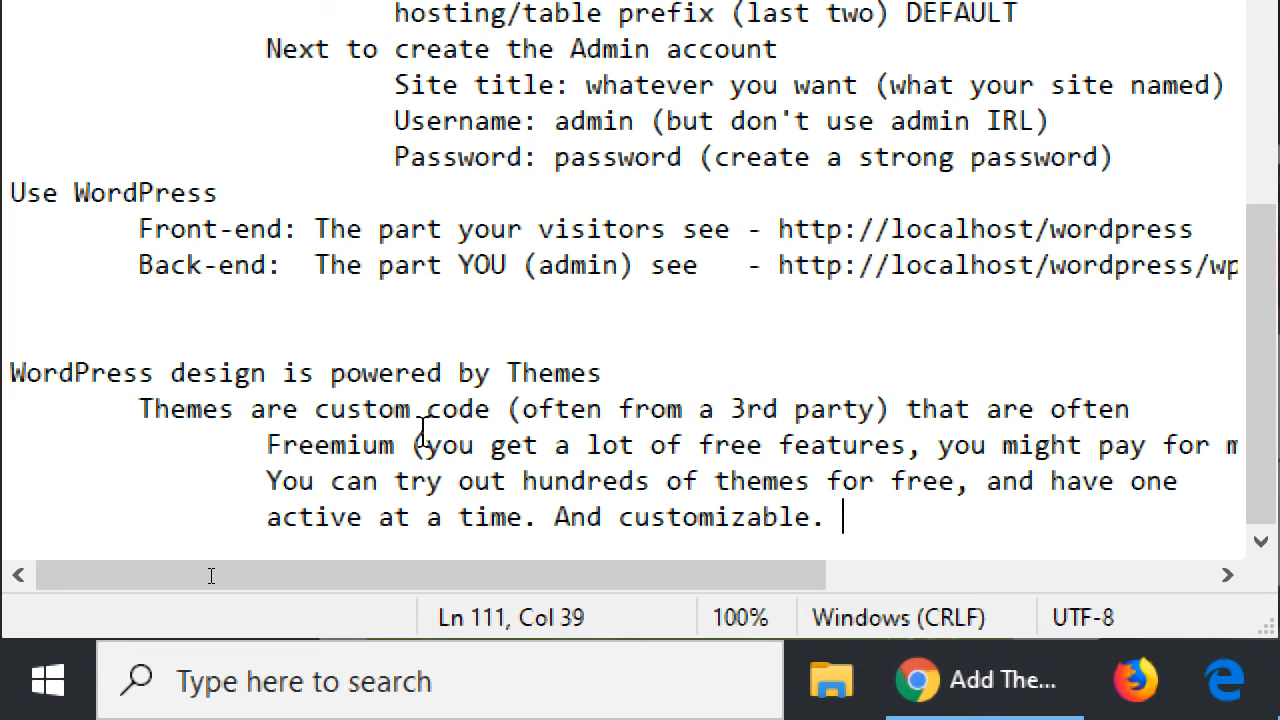 hosting/table prefix (last two) DEFAULT
Next to create the Admin account
Site title: whatever you want (what your site named)
Username: admin (but don't use admin IRL)
Password: password (create a strong password)
Use WordPress
Front-end: The part your visitors see - http://localhost/wordpress
Back-end: The part YOU (admin) see - http://localhost/wordpress/wp
WordPress design is powered by Themes
Themes are custom code (often from a 3rd party) that are often
Freemium (you get a lot of free features, you might pay for m
You can try out hundreds of themes for free, and have one
active at a time. And customizable.
Ln 111, Col 39 100% Windows (CRLF) UTF-8
Type here to search Add The...